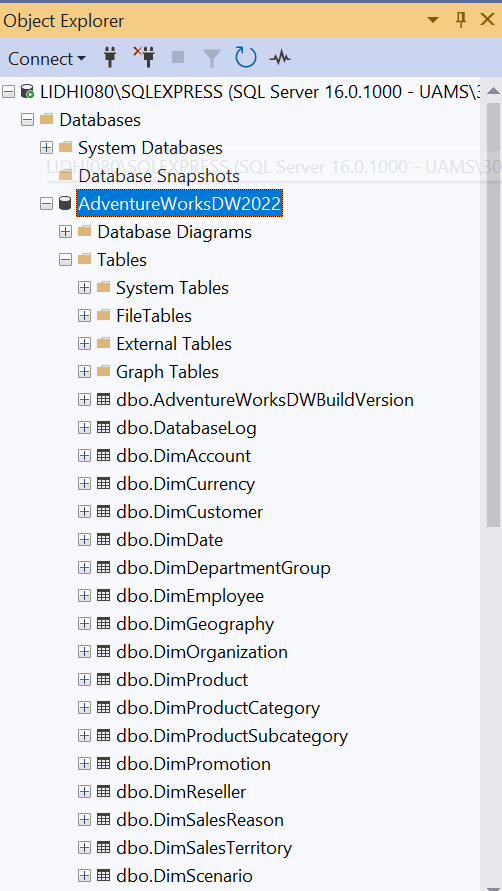 Object Explorer
Connect
LIDHI080\SQLEXPRESS (SQL Server 16.0.1000 - UAMS\30
Databases
System Databases
LIDHI080\SQLEXPRESS (SQL Server 16.0.1000 - UAMS\30
Database Snapshots
AdventureWorksDW2022
Database Diagrams
Tables
System Tables
FileTables
External Tables
Graph Tables
dbo.AdventureWorksDWBuildVersion
dbo.DatabaseLog
dbo.DimAccount
dbo.DimCurrency
dbo.DimCustomer
dbo.DimDate
dbo.DimDepartmentGroup
dbo.DimEmployee
dbo.DimGeography
dbo.DimOrganization
dbo.DimProduct
dbo.DimProductCategory
dbo.DimProductSubcategory
dbo.DimPromotion
dbo.DimReseller
dbo.DimSalesReason
dbo.DimSalesTerritory
dbo.DimScenario